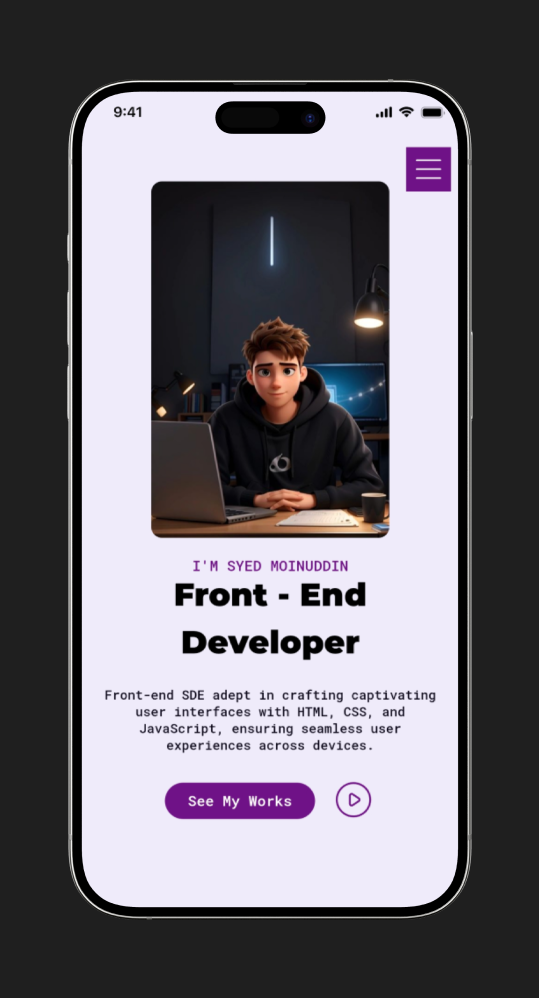 9:41
I'M SYED MOINUDDIN
Front - End
Developer
Front-end SDE adept in crafting captivating
user interfaces with HTML, CSS, and
JavaScript, ensuring seamless user
experiences across devices.
See My Works